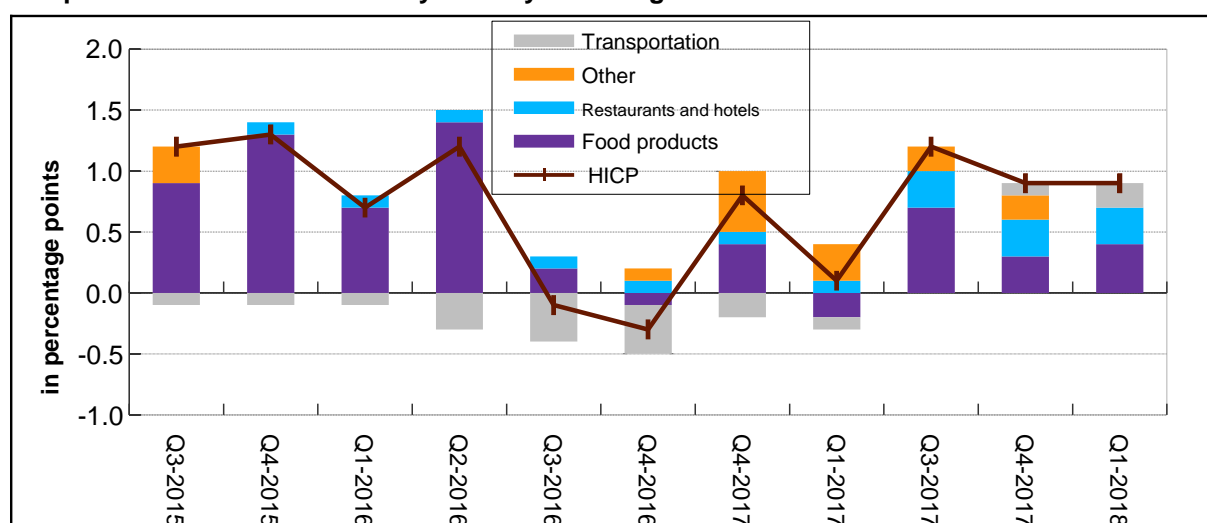 Transportation
Other
Restaurants and hotels
Food products
HICP
in percentage points
2.0
1.5
1.0
0.5
0.0
-0.5
-1.0
Q3-2015
Q4-2015
Q1-2016
Q2-2016
Q3-2016
Q4-2016
Q4-2017
Q1-2017
Q3-2017
Q4-2017
Q1-2018